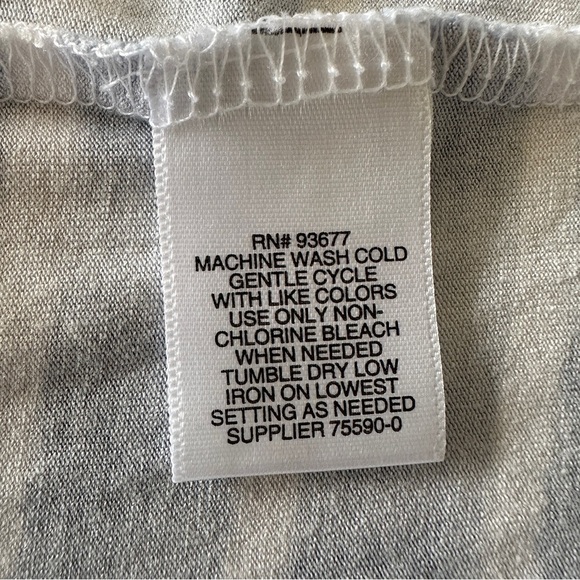 RN# 93677
MACHINE WASH COLD
GENTLE CYCLE
WITH LIKE COLORS
USE ONLY NON-
CHLORINE BLEACH
WHEN NEEDED
TUMBLE DRY LOW
IRON ON LOWEST
SETTING AS NEEDED
SUPPLIER 75590-0